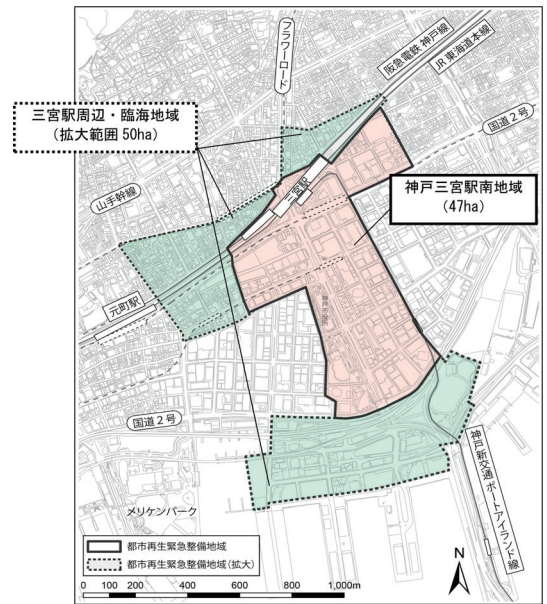 フラワーロード
阪急電鉄 神戸線
JR 東海道本線
三宮駅周辺・臨海地域
(拡大範囲 50ha)
国道2号
山手幹線
三宮駅
神戸三宮駅南地域
(47ha)
元町駅
神戸市役所
国道2号
神戸新交通 ポートアイランド線
メリケンパーク
都市再生緊急整備地域
都市再生緊急整備地域(拡大)
N
0 100 200 400 600 800 1,000m